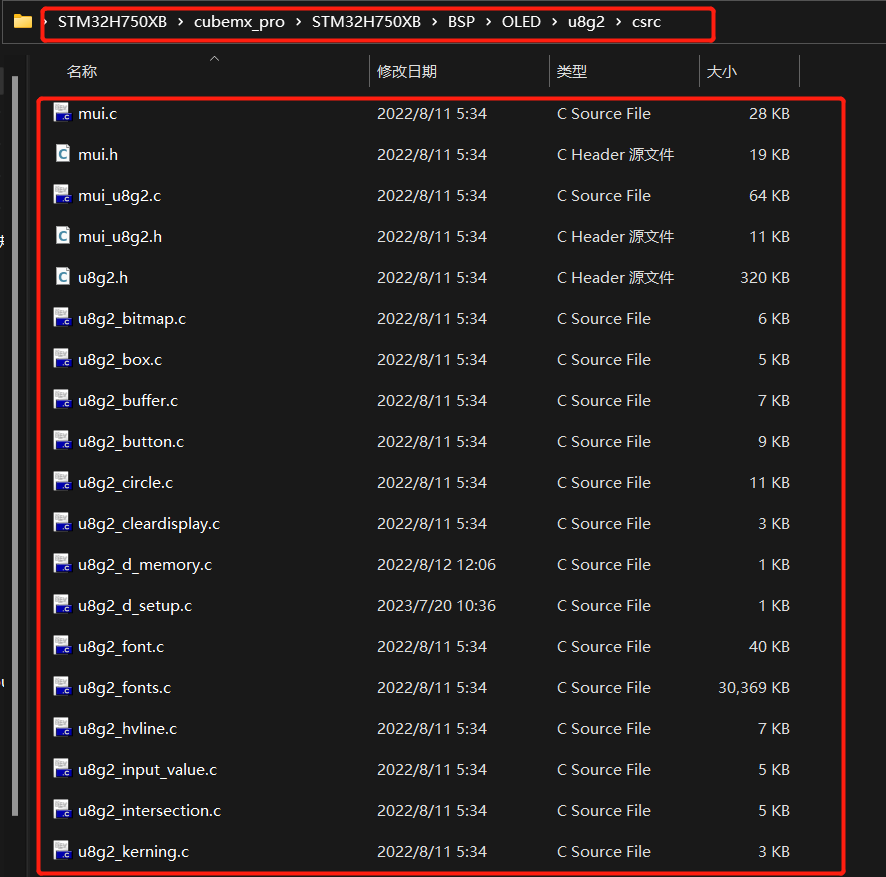 STM32H750XB › cubemx_pro › STM32H750XB › BSP › OLED › u8g2 › csrc
名称 修改日期 类型 大小
mui.c 2022/8/11 5:34 C Source File 28 KB
mui.h 2022/8/11 5:34 C Header 源文件 19 KB
mui_u8g2.c 2022/8/11 5:34 C Source File 64 KB
mui_u8g2.h 2022/8/11 5:34 C Header 源文件 11 KB
u8g2.h 2022/8/11 5:34 C Header 源文件 320 KB
u8g2_bitmap.c 2022/8/11 5:34 C Source File 6 KB
u8g2_box.c 2022/8/11 5:34 C Source File 5 KB
u8g2_buffer.c 2022/8/11 5:34 C Source File 7 KB
u8g2_button.c 2022/8/11 5:34 C Source File 9 KB
u8g2_circle.c 2022/8/11 5:34 C Source File 11 KB
u8g2_cleardisplay.c 2022/8/11 5:34 C Source File 3 KB
u8g2_d_memory.c 2022/8/12 12:06 C Source File 1 KB
u8g2_d_setup.c 2023/7/20 10:36 C Source File 1 KB
u8g2_font.c 2022/8/11 5:34 C Source File 40 KB
u8g2_fonts.c 2022/8/11 5:34 C Source File 30,369 KB
u8g2_hvline.c 2022/8/11 5:34 C Source File 7 KB
u8g2_input_value.c 2022/8/11 5:34 C Source File 5 KB
u8g2_intersection.c 2022/8/11 5:34 C Source File 5 KB
u8g2_kerning.c 2022/8/11 5:34 C Source File 3 KB